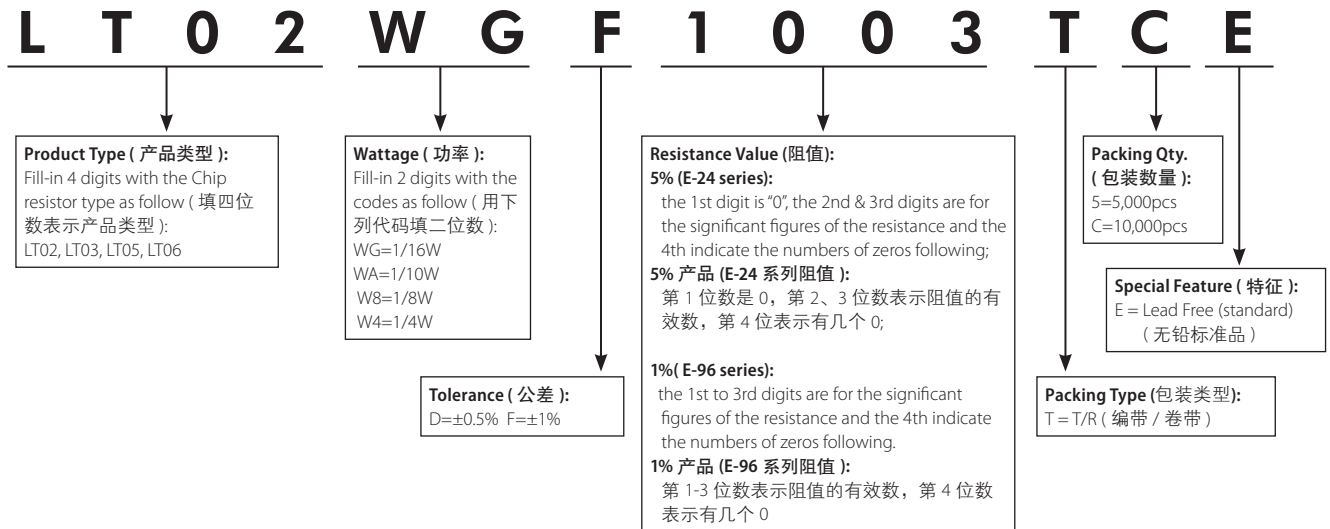 L T 0 2 W G F 1 0 0 3 T C E
Product Type ( 产品类型 ):
Fill-in 4 digits with the Chip
resistor type as follow ( 填四位
数表示产品类型 ):
LT02, LT03, LT05, LT06
Wattage ( 功率 ):
Fill-in 2 digits with the
codes as follow ( 用下
列代码填二位数 ):
WG=1/16W
WA=1/10W
W8=1/8W
W4=1/4W
Tolerance ( 公差 ):
D=±0.5% F=±1%
Resistance Value (阻值):
5% (E-24 series):
the 1st digit is “0”, the 2nd & 3rd digits are for
the significant figures of the resistance and the
4th indicate the numbers of zeros following;
5% 产品 (E-24 系列阻值 ):
第 1 位数是 0，第 2、3 位数表示阻值的有
效数，第 4 位表示有几个 0;
1%( E-96 series):
the 1st to 3rd digits are for the significant
figures of the resistance and the 4th indicate
the numbers of zeros following.
1% 产品 (E-96 系列阻值 ):
第 1-3 位数表示阻值的有效数，第 4 位数
表示有几个 0
Packing Qty.
( 包装数量 ):
5=5,000pcs
C=10,000pcs
Special Feature ( 特征 ):
E = Lead Free (standard)
( 无铅标准品 )
Packing Type (包装类型):
T = T/R ( 编带 / 卷带 )